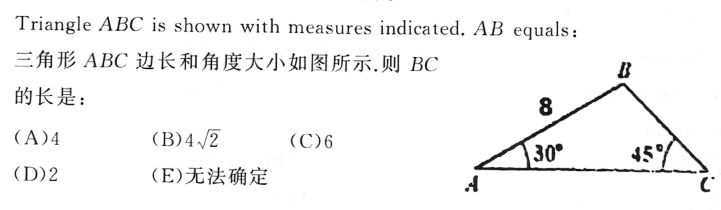 Triangle ABC is shown with measures indicated. AB equals:
三角形 ABC 边长和角度大小如图所示.则 BC
的长是:
(A)4 (B)4√2 (C)6
(D)2 (E)无法确定
B
8
30° 45°
A C